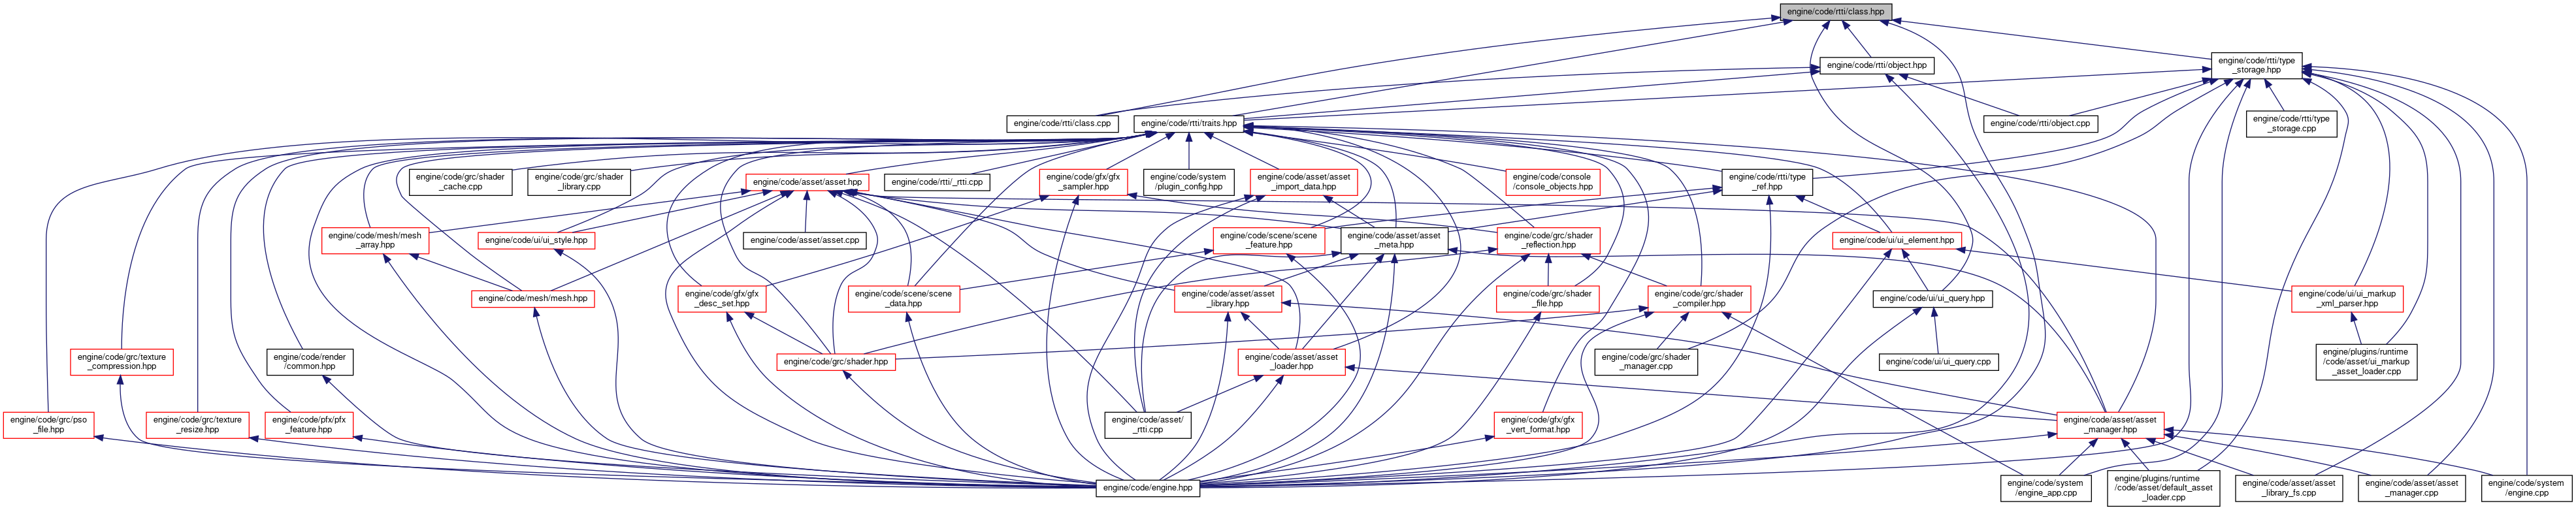 engine/code/rtti/class.hpp
engine/code/rtti/object.hpp
engine/code/rtti/type
_storage.hpp
engine/code/rtti/class.cpp
engine/code/rtti/traits.hpp
engine/code/rtti/object.cpp
engine/code/rtti/type
_storage.cpp
engine/code/grc/shader
_cache.cpp
engine/code/grc/shader
_library.cpp
engine/code/asset/asset.hpp
engine/code/rtti/_rtti.cpp
engine/code/gfx/gfx
_sampler.hpp
engine/code/system
/plugin_config.hpp
engine/code/asset/asset
_import_data.hpp
engine/code/console
/console_objects.hpp
engine/code/rtti/type
_ref.hpp
engine/code/mesh/mesh
_array.hpp
engine/code/ui/ui_style.hpp
engine/code/asset/asset.cpp
engine/code/scene/scene
_feature.hpp
engine/code/asset/asset
_meta.hpp
engine/code/grc/shader
_reflection.hpp
engine/code/ui/ui_element.hpp
engine/code/mesh/mesh.hpp
engine/code/gfx/gfx
_desc_set.hpp
engine/code/scene/scene
_data.hpp
engine/code/asset/asset
_library.hpp
engine/code/grc/shader
_file.hpp
engine/code/grc/shader
_compiler.hpp
engine/code/ui/ui_query.hpp
engine/code/ui/ui_markup
_xml_parser.hpp
engine/code/grc/texture
_compression.hpp
engine/code/render
/common.hpp
engine/code/grc/shader.hpp
engine/code/asset/asset
_loader.hpp
engine/code/grc/shader
_manager.cpp
engine/code/ui/ui_query.cpp
engine/plugins/runtime
/code/asset/ui_markup
_asset_loader.cpp
engine/code/grc/pso
_file.hpp
engine/code/grc/texture
_resize.hpp
engine/code/pfx/pfx
_feature.hpp
engine/code/asset/
_rtti.cpp
engine/code/gfx/gfx
_vert_format.hpp
engine/code/asset/asset
_manager.hpp
engine/code/engine.hpp
engine/code/system
/engine_app.cpp
engine/plugins/runtime
/code/asset/default_asset
_loader.cpp
engine/code/asset/asset
_library_fs.cpp
engine/code/asset/asset
_manager.cpp
engine/code/system
/engine.cpp